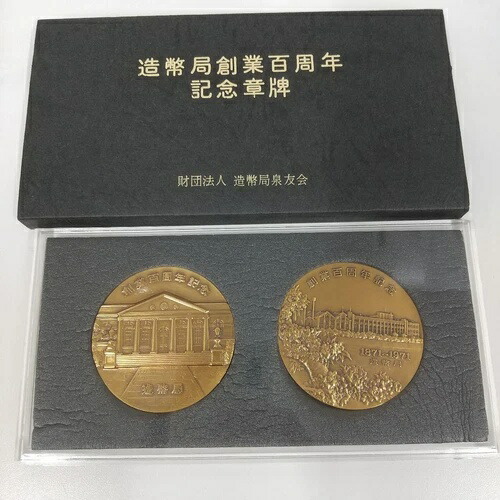 造幣局創業百周年
記念章牌
財団法人 造幣局泉友会
創業百周年記念
造幣局
創業百周年記念
1871-1971